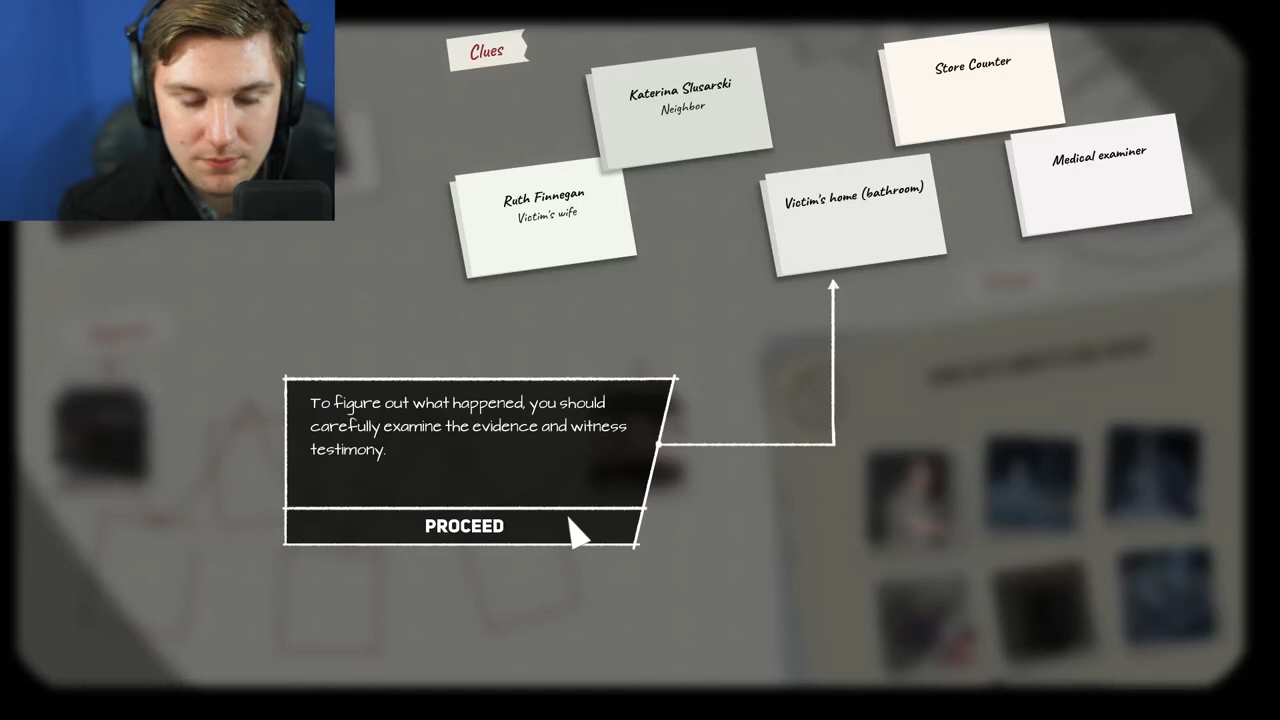 Clues
Katerina Slusarski
Neighbor
Store Counter
Medical examiner
Ruth Finnegan
Victim's wife
Victim's home (bathroom)
To figure out what happened, you should
carefully examine the evidence and witness
testimony.
PROCEED